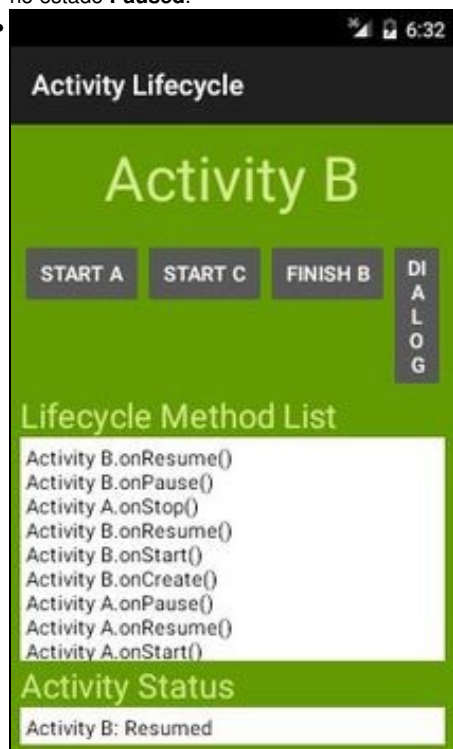 no estado Paused.
6:32
Activity Lifecycle
Activity B
START A START C FINISH B DIALOG
Lifecycle Method List
Activity B.onResume()
Activity B.onPause()
Activity A.onStop()
Activity B.onResume()
Activity B.onStart()
Activity B.onCreate()
Activity A.onPause()
Activity A.onResume()
Activity A.onStart()
Activity Status
Activity B: Resumed